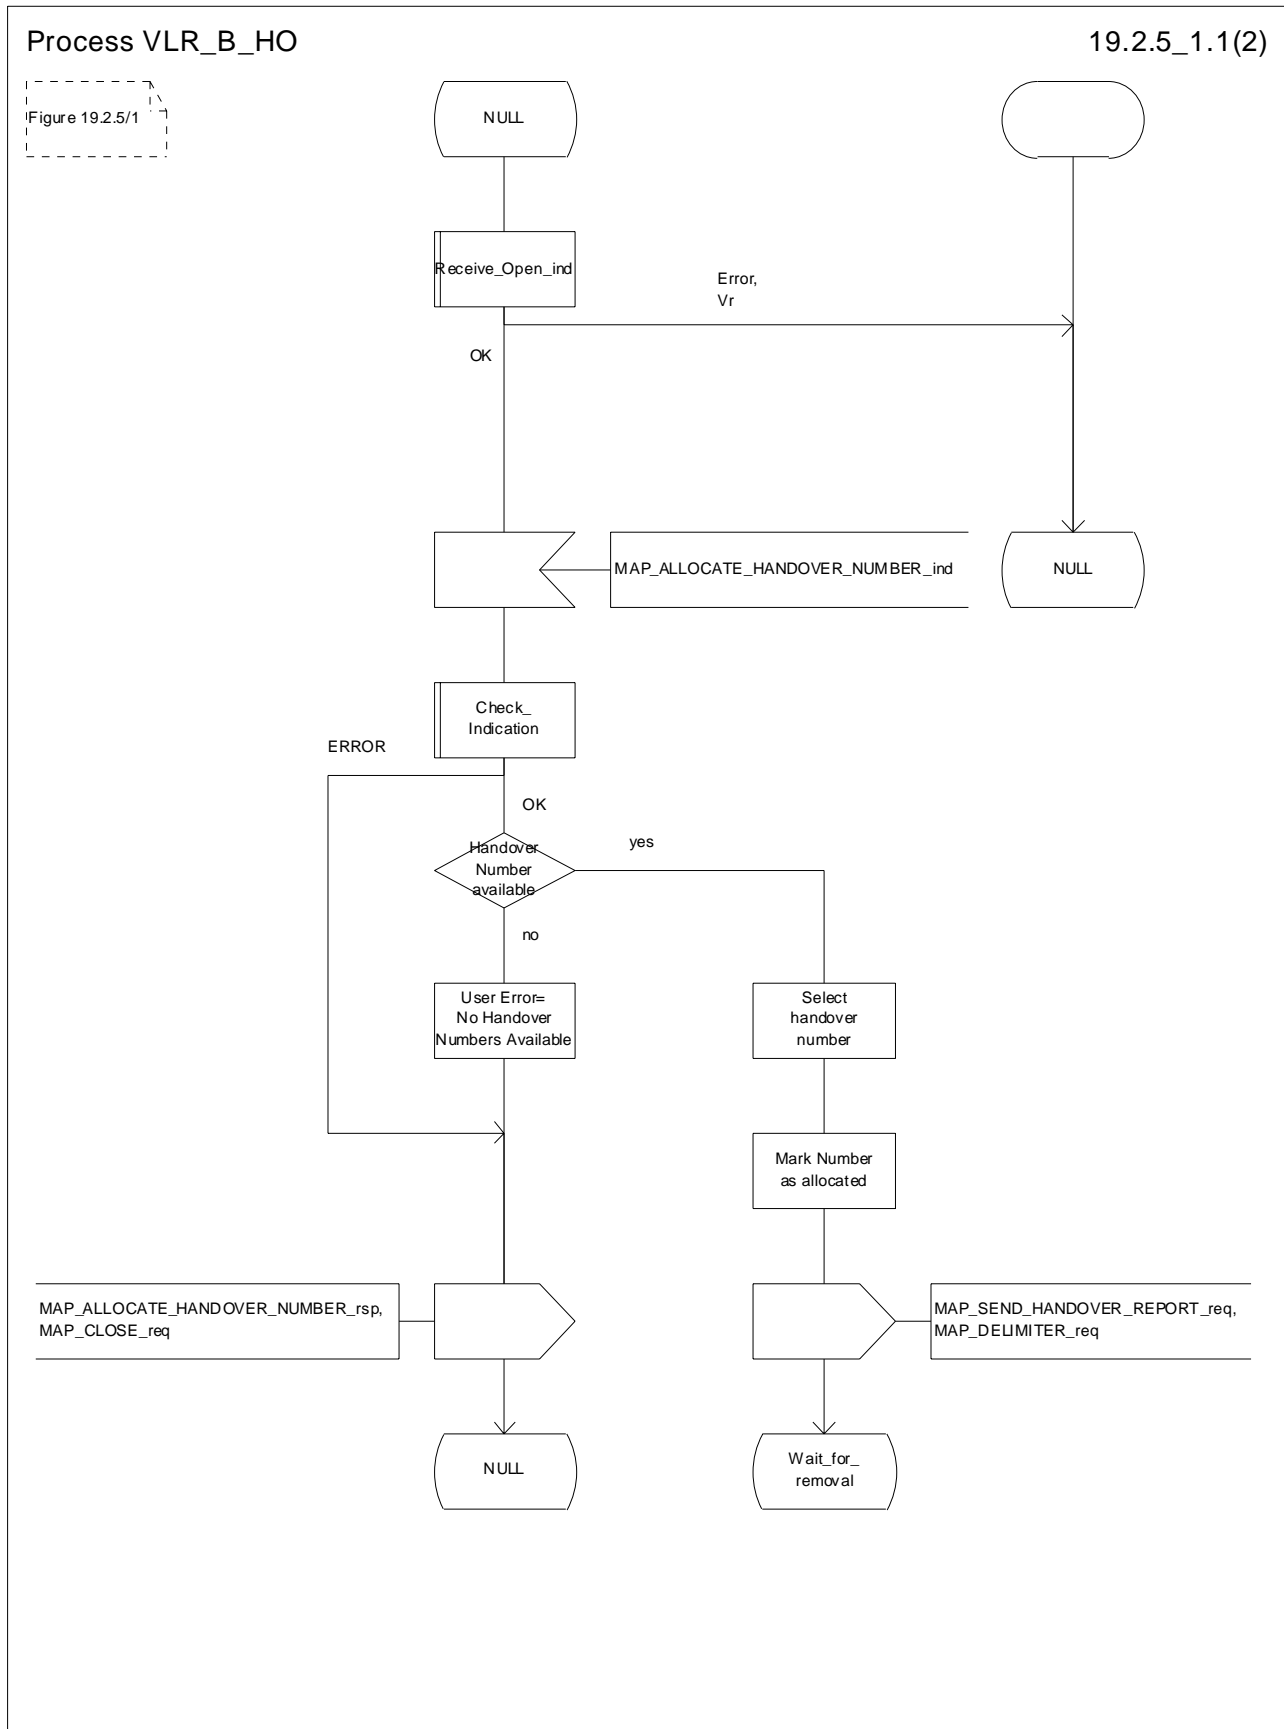 Process VLR_B_HO
19.2.5_1.1(2)
Figure 19.2.5/1
NULL
Receive_Open_ind
Error,
Vr
OK
MAP_ALLOCATE_HANDOVER_NUMBER_ind
NULL
Check_
Indication
ERROR
OK
Handover
Number
available
yes
no
User Error=
No Handover
Numbers Available
Select
handover
number
Mark Number
as allocated
MAP_ALLOCATE_HANDOVER_NUMBER_rsp,
MAP_CLOSE_req
MAP_SEND_HANDOVER_REPORT_req,
MAP_DELIMITER_req
NULL
Wait_for_
removal